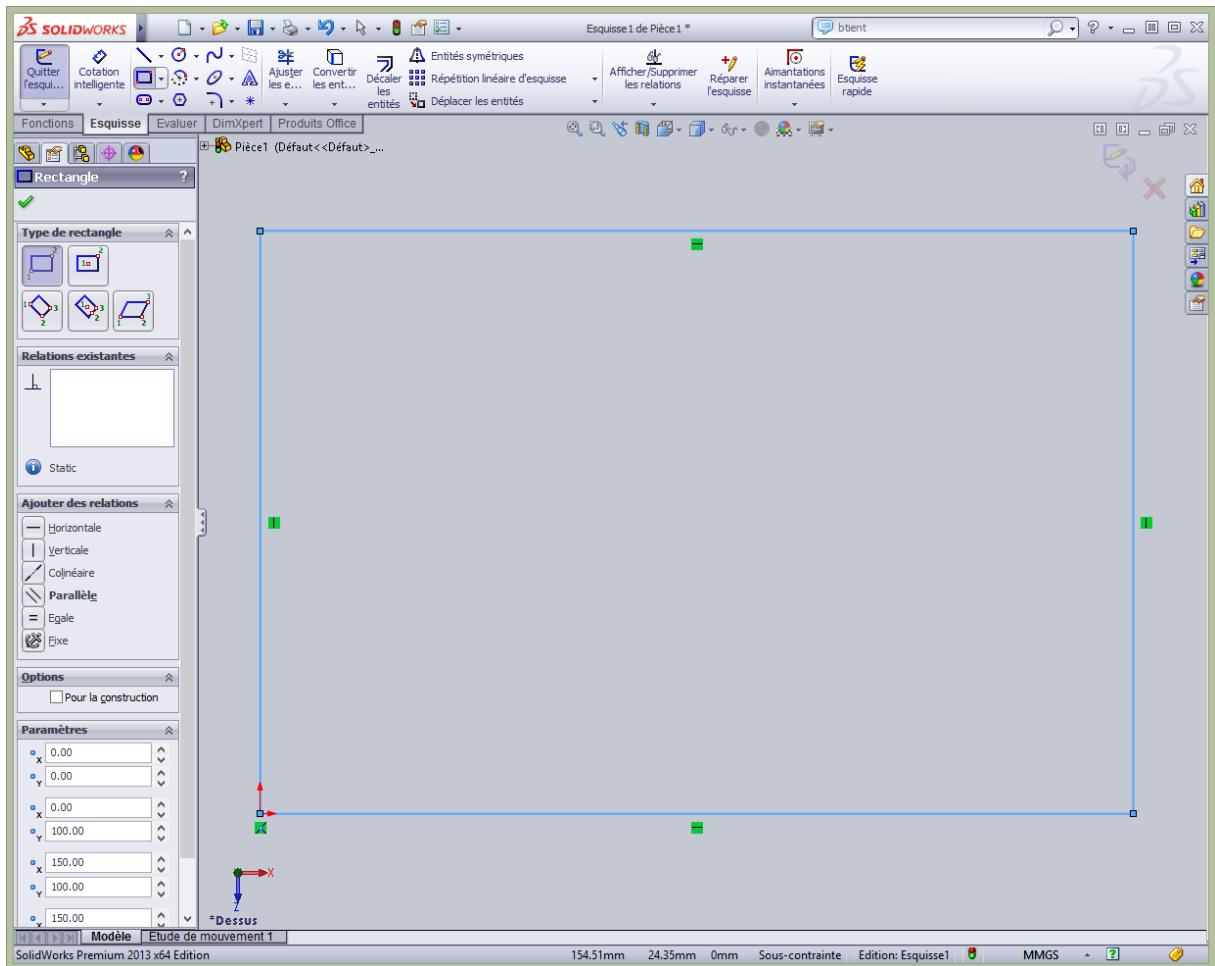 SOLIDWORKS
Esquisse1 de Pièce1 *
btient
?
Quitter l'esqui...
Cotation intelligente
Ajuster les e...
Convertir les ent...
Décaler les entités
Entités symétriques
Répétition linéaire d'esquisse
Déplacer les entités
Afficher/Supprimer les relations
Réparer l'esquisse
Aimantations instantanées
Esquisse rapide
Fonctions Esquisse Evaluer DimXpert Produits Office
Pièce1 (Défaut<<Défaut>_...
Rectangle ?
Type de rectangle
Relations existantes
Static
Ajouter des relations
Horizontale
Verticale
Colinéaire
Parallèle
Egale
Fixe
Options
Pour la construction
Paramètres
X 0.00
Y 0.00
X 0.00
Y 100.00
X 150.00
Y 100.00
X 150.00
X
Z
*Dessus
Modèle Etude de mouvement 1
SolidWorks Premium 2013 x64 Edition 154.51mm 24.35mm 0mm Sous-contrainte Edition: Esquisse1 MMGS ?